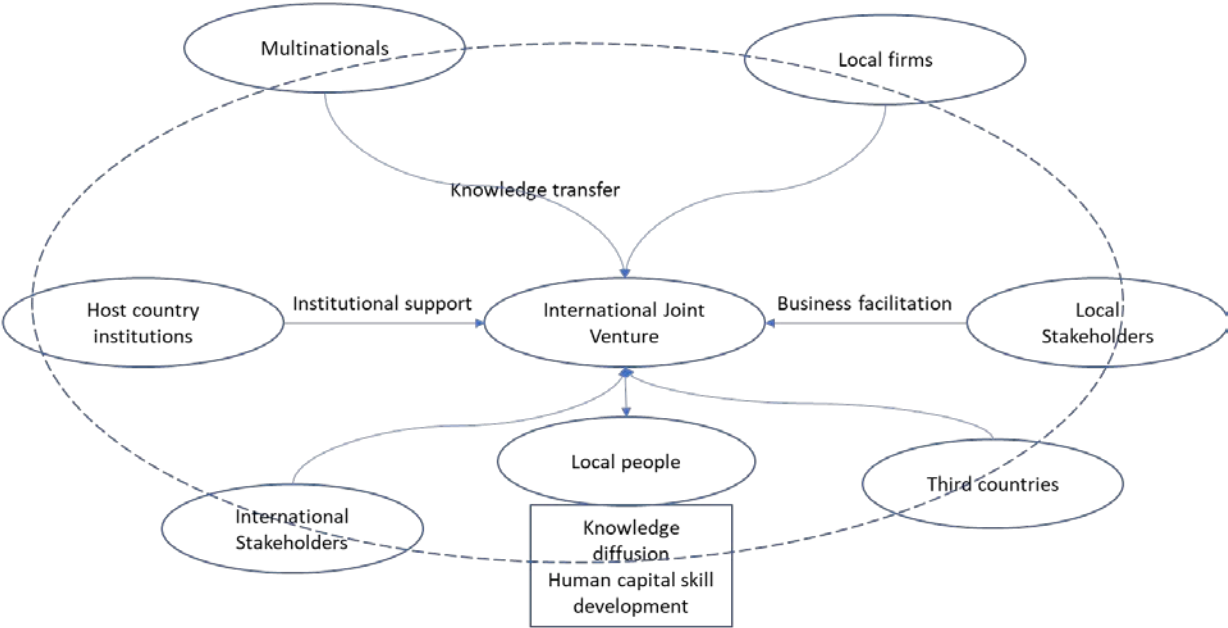 Multinationals
Local firms
Knowledge transfer
Host country
institutions
Institutional support
International Joint
Venture
Business facilitation
Local
Stakeholders
Local people
Third countries
International
Stakeholders
Knowledge
diffusion
Human capital skill
development